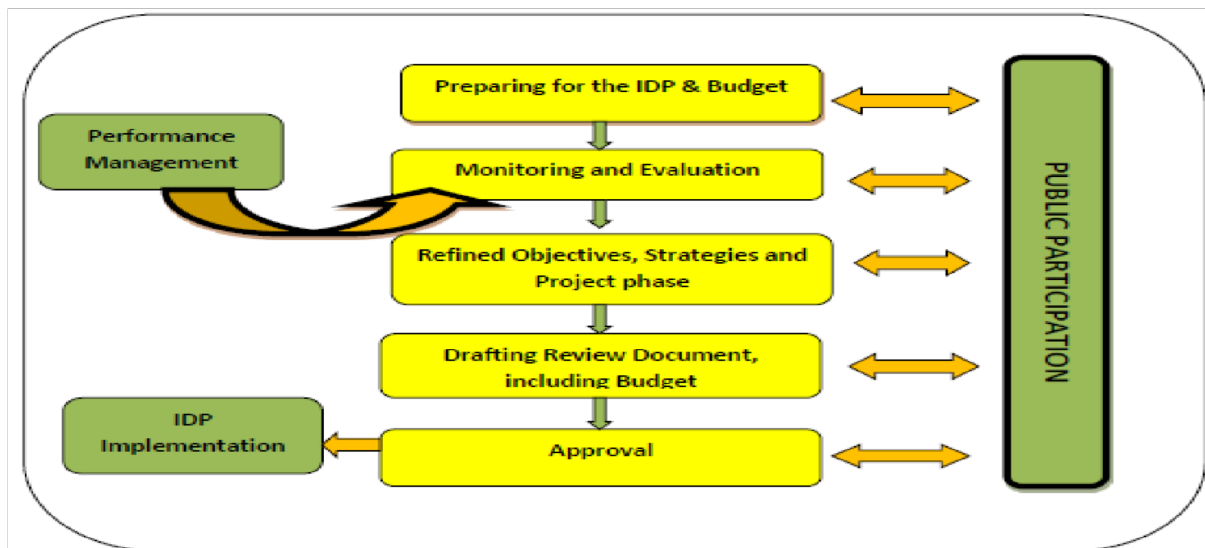 Preparing for the IDP & Budget
Performance
Management
Monitoring and Evaluation
Refined Objectives, Strategies and
Project phase
Drafting Review Document,
including Budget
IDP
Implementation
Approval
PUBLIC PARTICIPATION